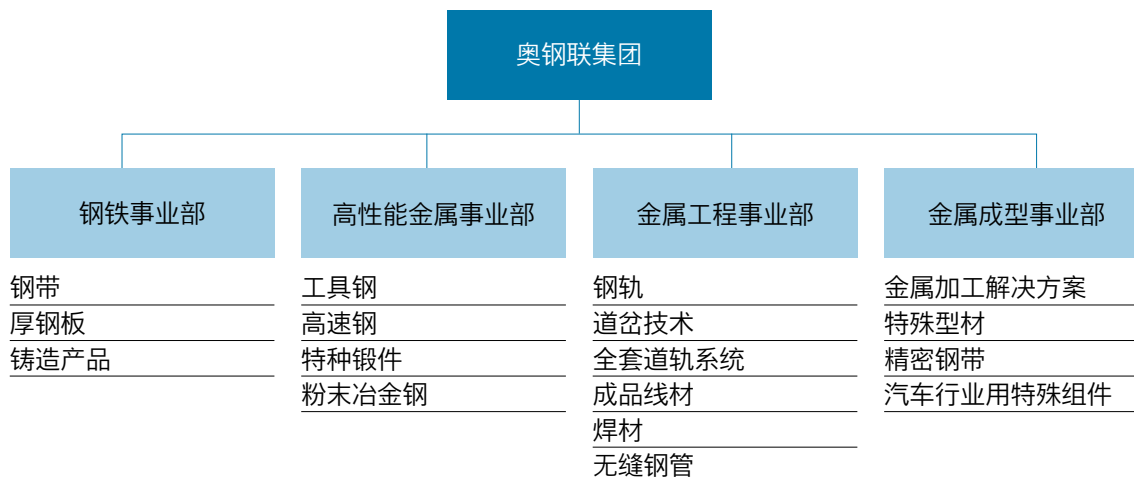 奥钢联集团
钢铁事业部
钢带
厚钢板
铸造产品
高性能金属事业部
工具钢
高速钢
特种锻件
粉末冶金钢
金属工程事业部
钢轨
道岔技术
全套道轨系统
成品线材
焊材
无缝钢管
金属成型事业部
金属加工解决方案
特殊型材
精密钢带
汽车行业用特殊组件